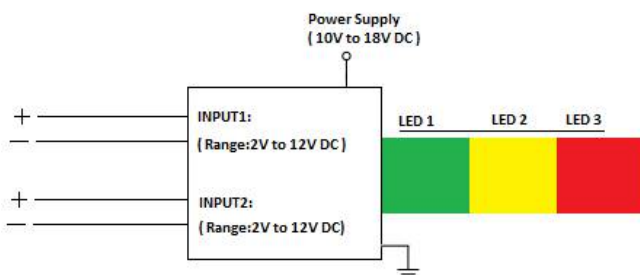 Power Supply
( 10V to 18V DC )
+
INPUT1:
—
( Range:2V to 12V DC )
LED 1
LED 2
LED 3
+
INPUT2:
—
( Range:2V to 12V DC)